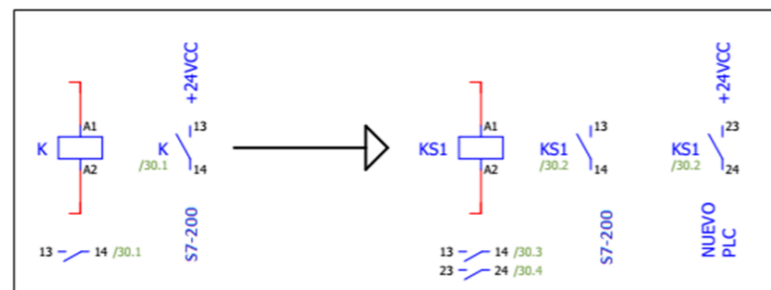 +24VCC
K
A1
A2
K
/30.1
13
14
S7-200
13 14 /30.1
KS1
A1
A2
KS1
/30.2
13
14
S7-200
13 14 /30.3
23 24 /30.4
+24VCC
KS1
/30.2
23
24
NUEVO
PLC